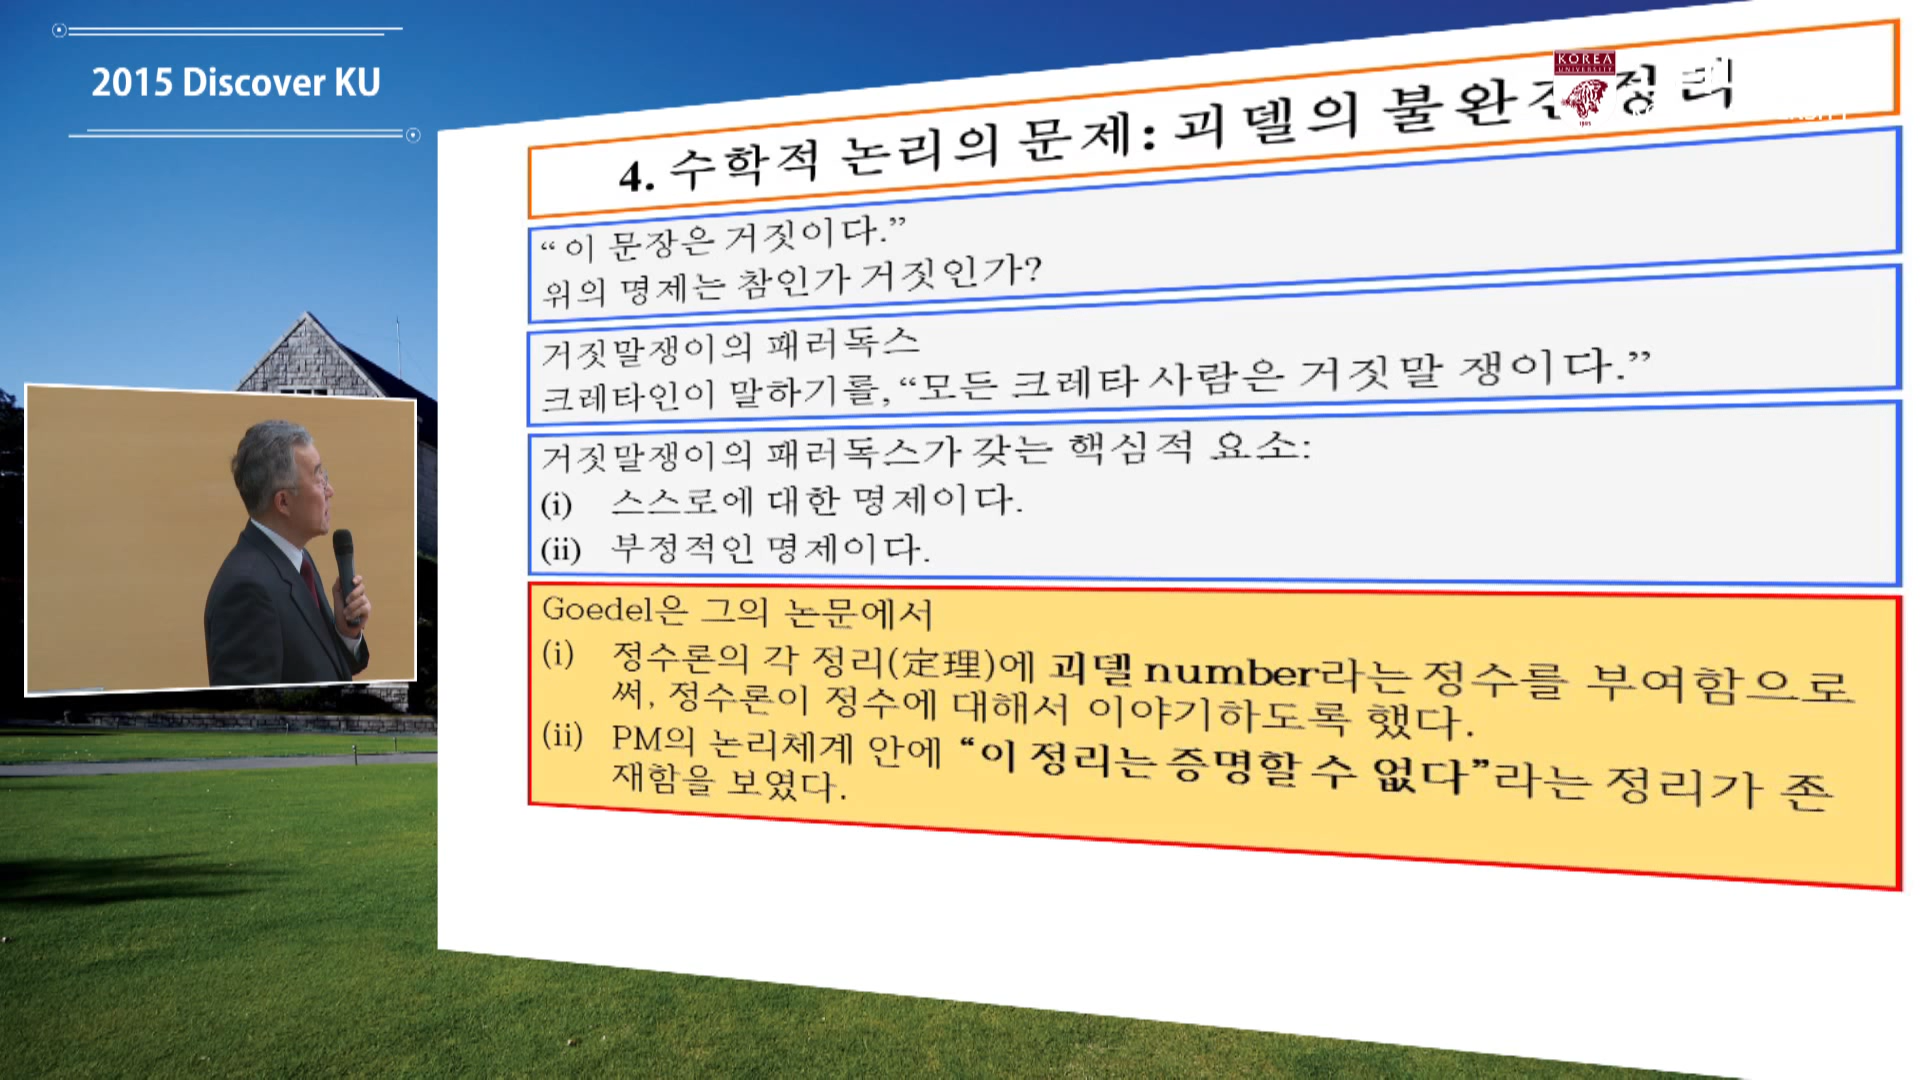 2015 Discover KU
KOREA
UNIVERSITY
4. 수학적 논리의 문제: 괴델의 불완전정리
“이 문장은 거짓이다.”
위의 명제는 참인가 거짓인가?
거짓말쟁이의 패러독스
크레타인이 말하기를, “모든 크레타 사람은 거짓말 쟁이다.”
거짓말쟁이의 패러독스가 갖는 핵심적 요소:
(i) 스스로에 대한 명제이다.
(ii) 부정적인 명제이다.
Goedel은 그의 논문에서
(i) 정수론의 각 정리(定理)에 괴델 number라는 정수를 부여함으로
써, 정수론이 정수에 대해서 이야기하도록 했다.
(ii) PM의 논리체계 안에 “이 정리는 증명할 수 없다”라는 정리가 존
재함을 보였다.